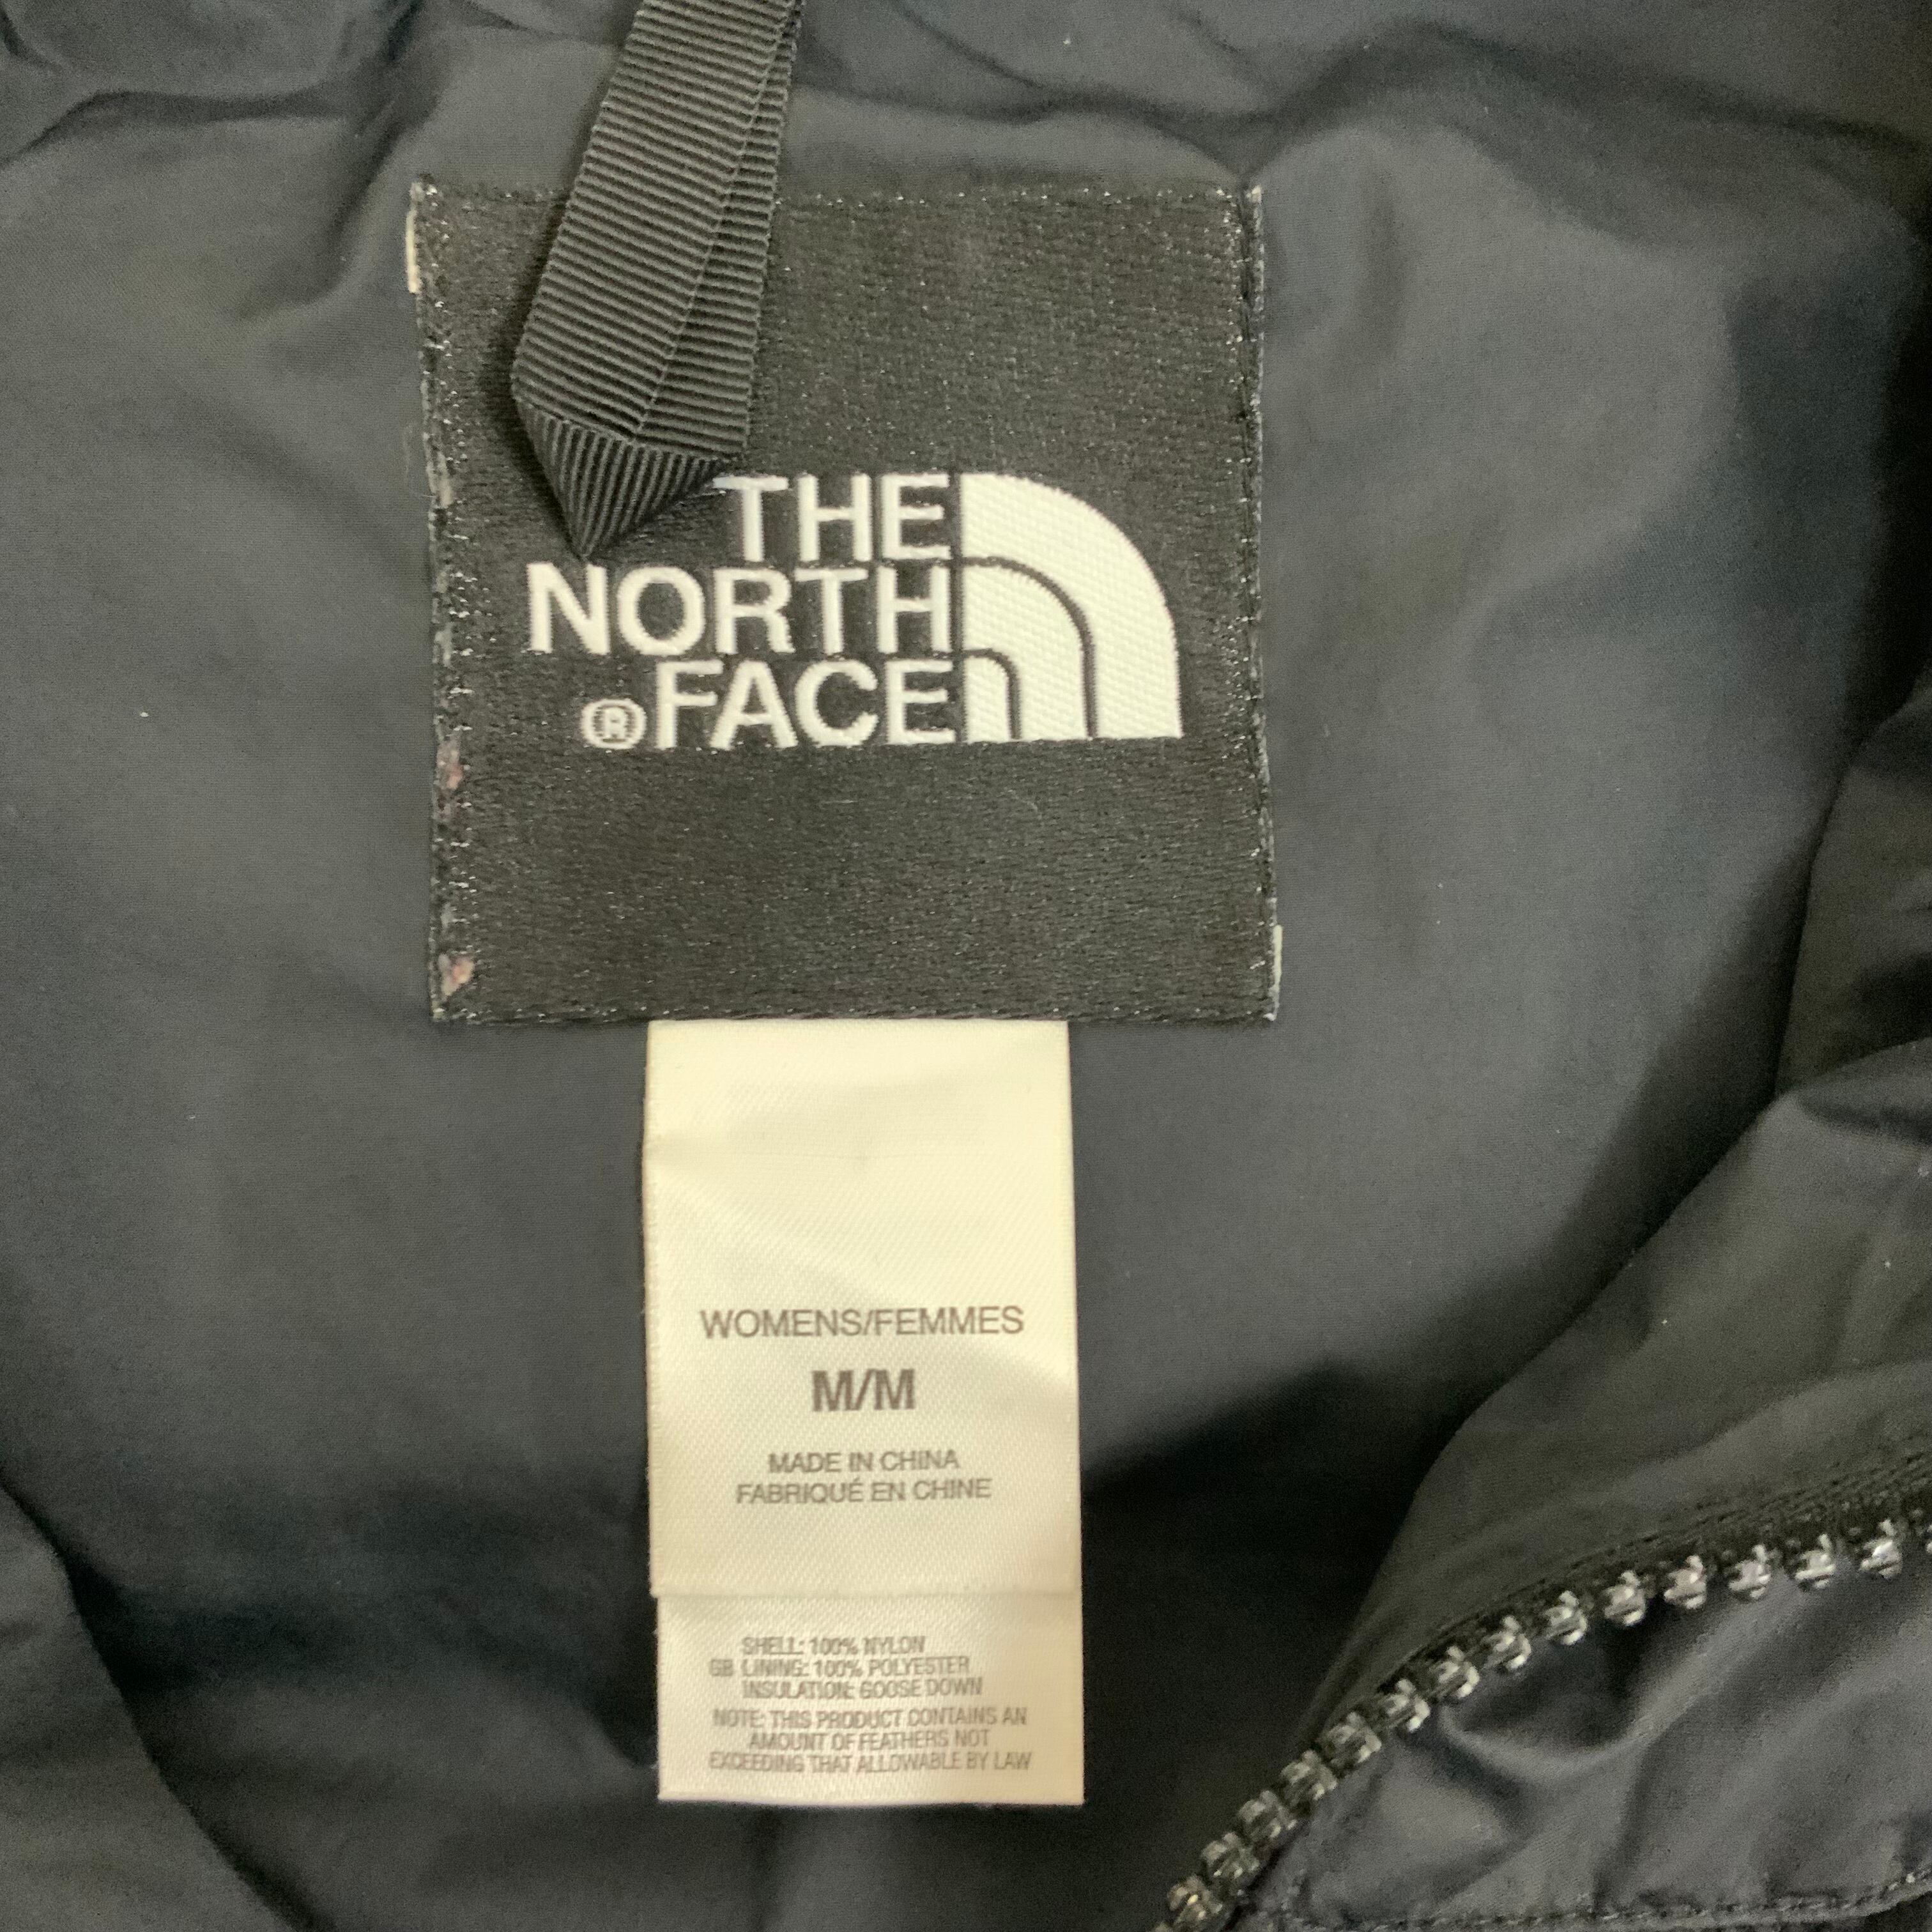 THE
NORTH
®FACE
WOMENS/FEMMES
M/M
MADE IN CHINA
FABRIQUÉ EN CHINE
SHELL: 100% NYLON
GB LINING: 100% POLYESTER
INSULATION: GOOSE DOWN
NOTE: THIS PRODUCT CONTAINS AN
AMOUNT OF FEATHERS NOT
EXCEEDING THAT ALLOWABLE BY LAW